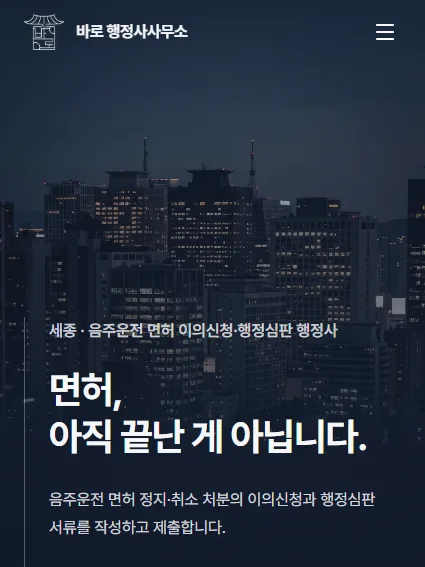 바로 행정사사무소
세종 · 음주운전 면허 이의신청·행정심판 행정사
면허,
아직 끝난 게 아닙니다.
음주운전 면허 정지·취소 처분의 이의신청과 행정심판
서류를 작성하고 제출합니다.